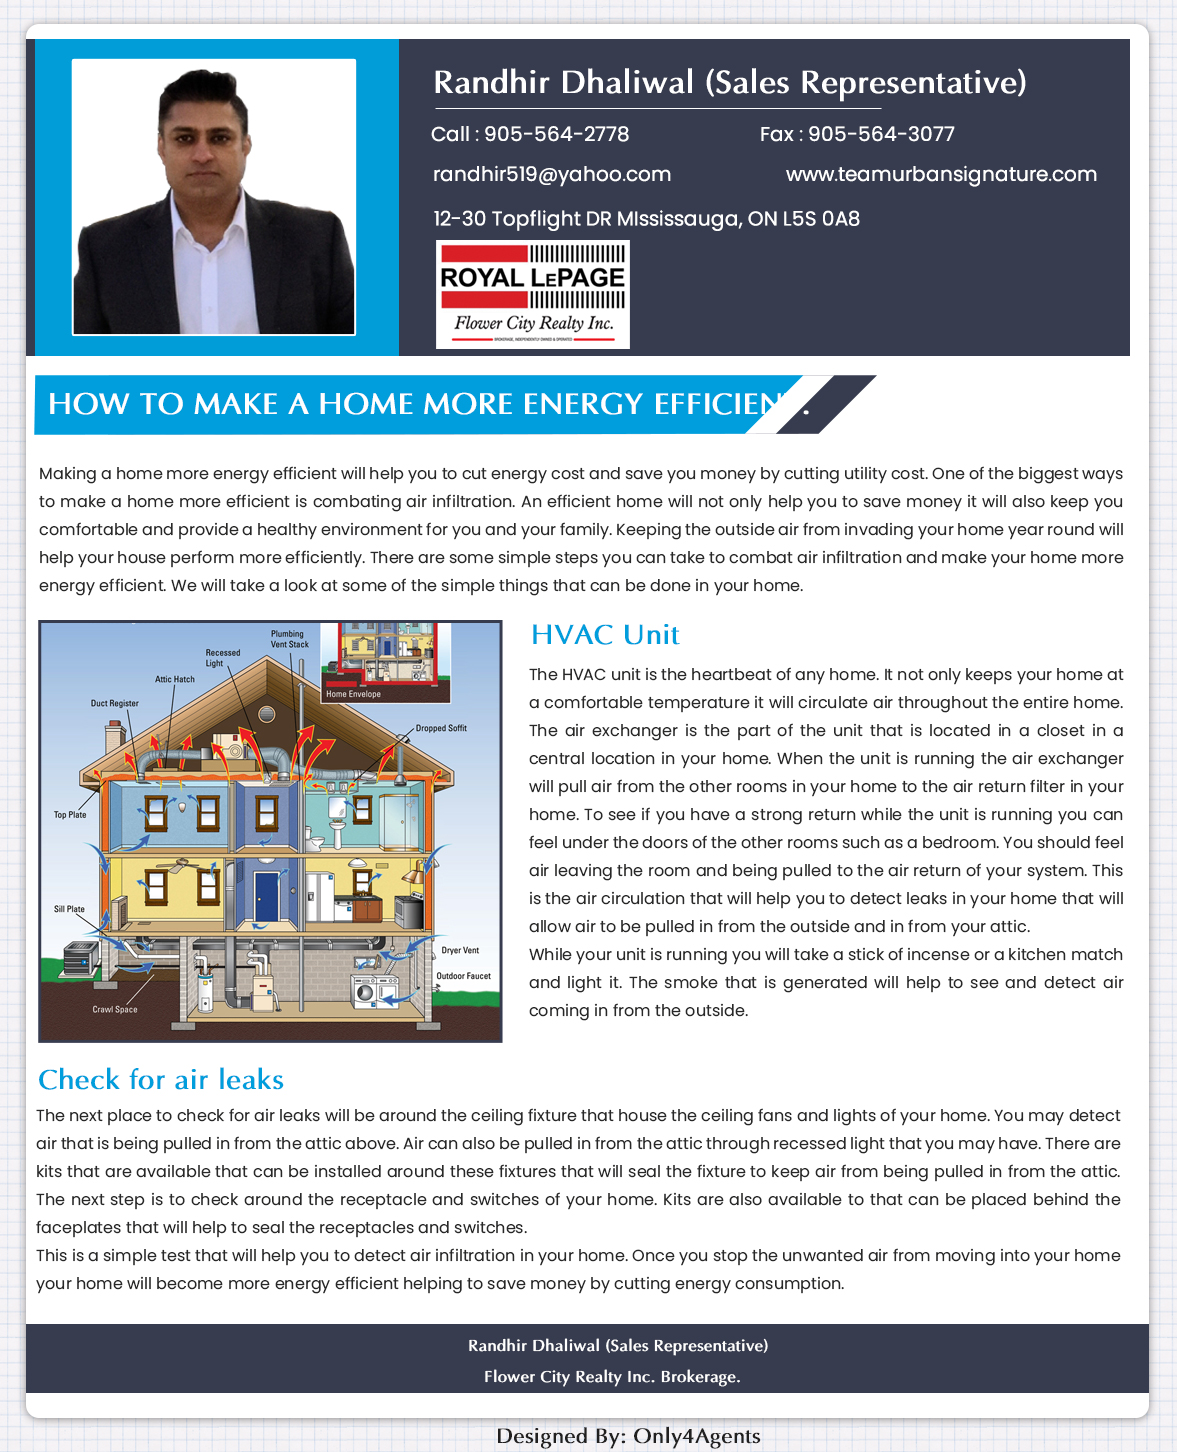 Randhir Dhaliwal (Sales Representative)
Call : 905-564-2778
Fax : 905-564-3077
randhir519@yahoo.com
www.teamurbansignature.com
12-30 Topflight DR MIssissauga, ON L5S 0A8
ROYAL LEPAGE
Flower City Realty Inc.
BROKERAGE, INDEPENDENTLY OWNED & OPERATED
HOW TO MAKE A HOME MORE ENERGY EFFICIENT.
Making a home more energy efficient will help you to cut energy cost and save you money by cutting utility cost. One of the biggest ways
to make a home more efficient is combating air infiltration. An efficient home will not only help you to save money it will also keep you
comfortable and provide a healthy environment for you and your family. Keeping the outside air from invading your home year round will
help your house perform more efficiently. There are some simple steps you can take to combat air infiltration and make your home more
energy efficient. We will take a look at some of the simple things that can be done in your home.
Plumbing
Vent Stack
Recessed
Light
Attic Hatch
Duct Register
Home Envelope
Dropped Soffit
Top Plate
Sill Plate
Dryer Vent
Outdoor Faucet
Crawl Space
HVAC Unit
The HVAC unit is the heartbeat of any home. It not only keeps your home at
a comfortable temperature it will circulate air throughout the entire home.
The air exchanger is the part of the unit that is located in a closet in a
central location in your home. When the unit is running the air exchanger
will pull air from the other rooms in your home to the air return filter in your
home. To see if you have a strong return while the unit is running you can
feel under the doors of the other rooms such as a bedroom. You should feel
air leaving the room and being pulled to the air return of your system. This
is the air circulation that will help you to detect leaks in your home that will
allow air to be pulled in from the outside and in from your attic.
While your unit is running you will take a stick of incense or a kitchen match
and light it. The smoke that is generated will help to see and detect air
coming in from the outside.
Check for air leaks
The next place to check for air leaks will be around the ceiling fixture that house the ceiling fans and lights of your home. You may detect
air that is being pulled in from the attic above. Air can also be pulled in from the attic through recessed light that you may have. There are
kits that are available that can be installed around these fixtures that will seal the fixture to keep air from being pulled in from the attic.
The next step is to check around the receptacle and switches of your home. Kits are also available to that can be placed behind the
faceplates that will help to seal the receptacles and switches.
This is a simple test that will help you to detect air infiltration in your home. Once you stop the unwanted air from moving into your home
your home will become more energy efficient helping to save money by cutting energy consumption.
Randhir Dhaliwal (Sales Representative)
Flower City Realty Inc. Brokerage.
Designed By: Only4Agents